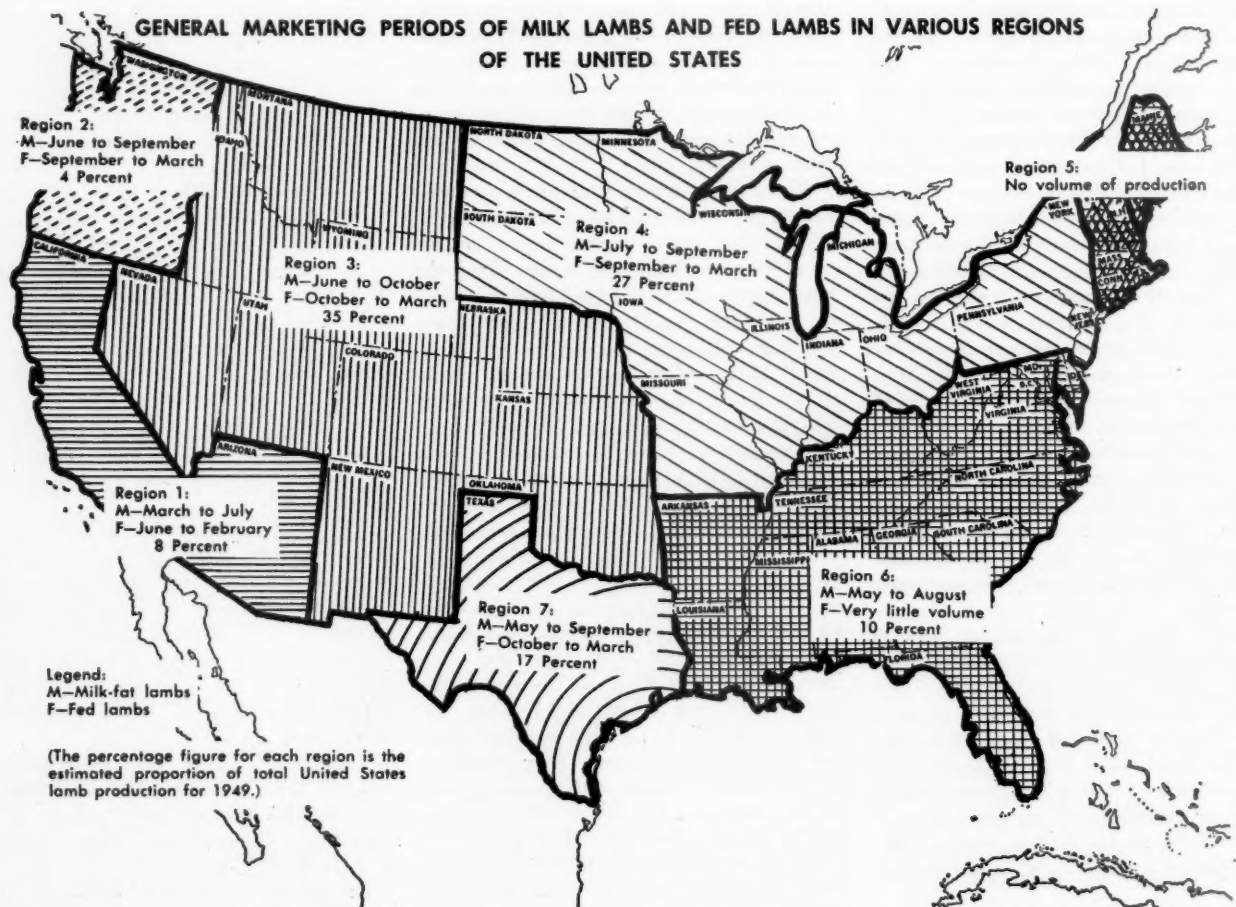 GENERAL MARKETING PERIODS OF MILK LAMBS AND FED LAMBS IN VARIOUS REGIONS
OF THE UNITED STATES
WASHINGTON
MONTANA
IDAHO
NORTH DAKOTA
MINNESOTA
MAINE
Region 2:
M—June to September
F—September to March
4 Percent
Region 5:
No volume of production
CALIFORNIA
NEVADA
UTAH
WYOMING
SOUTH DAKOTA
WISCONSIN
MICHIGAN
NEW
YORK
N.H.
MASS
CONN
Region 3:
M—June to October
F—October to March
35 Percent
Region 4:
M—July to September
F—September to March
27 Percent
IOWA
NEBRASKA
ILLINOIS
INDIANA
OHIO
PENNSYLVANIA
NEW
COLORADO
KANSAS
MISSOURI
WEST
VIRGINIA
MD.
D.C.
VIRGINIA
KENTUCKY
ARIZONA
NEW MEXICO
OKLAHOMA
TEXAS
ARKANSAS
TENNESSEE
NORTH CAROLINA
SOUTH CAROLINA
GEORGIA
ALABAMA
MISSISSIPPI
Region 1:
M—March to July
F—June to February
8 Percent
Region 6:
M—May to August
F—Very little volume
10 Percent
Region 7:
M—May to September
F—October to March
17 Percent
LOUISIANA
FLORIDA
Legend:
M—Milk-fat lambs
F—Fed lambs
(The percentage figure for each region is the
estimated proportion of total United States
lamb production for 1949.)